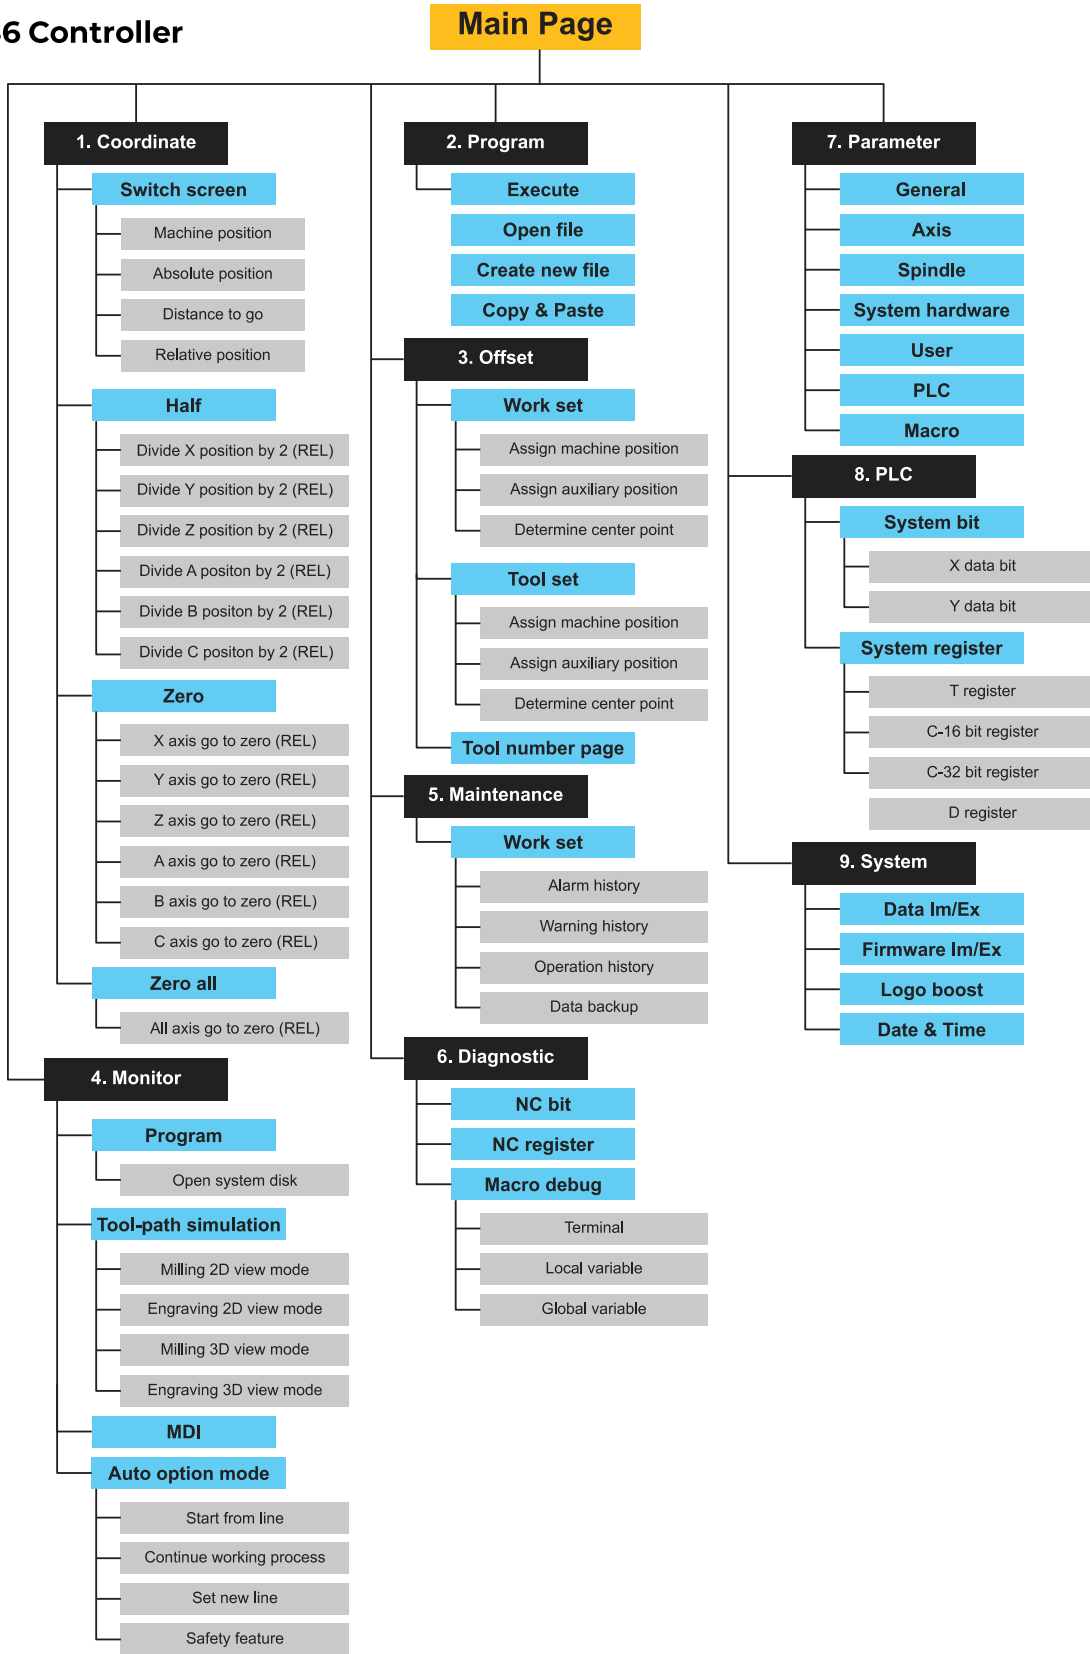 6 Controller
Main Page
1. Coordinate
Switch screen
Machine position
Absolute position
Distance to go
Relative position
Half
Divide X position by 2 (REL)
Divide Y position by 2 (REL)
Divide Z position by 2 (REL)
Divide A positon by 2 (REL)
Divide B positon by 2 (REL)
Divide C positon by 2 (REL)
Zero
X axis go to zero (REL)
Y axis go to zero (REL)
Z axis go to zero (REL)
A axis go to zero (REL)
B axis go to zero (REL)
C axis go to zero (REL)
Zero all
All axis go to zero (REL)
4. Monitor
Program
Open system disk
Tool-path simulation
Milling 2D view mode
Engraving 2D view mode
Milling 3D view mode
Engraving 3D view mode
MDI
Auto option mode
Start from line
Continue working process
Set new line
Safety feature
2. Program
Execute
Open file
Create new file
Copy & Paste
3. Offset
Work set
Assign machine position
Assign auxiliary position
Determine center point
Tool set
Assign machine position
Assign auxiliary position
Determine center point
Tool number page
5. Maintenance
Work set
Alarm history
Warning history
Operation history
Data backup
6. Diagnostic
NC bit
NC register
Macro debug
Terminal
Local variable
Global variable
7. Parameter
General
Axis
Spindle
System hardware
User
PLC
Macro
8. PLC
System bit
X data bit
Y data bit
System register
T register
C-16 bit register
C-32 bit register
D register
9. System
Data Im/Ex
Firmware Im/Ex
Logo boost
Date & Time